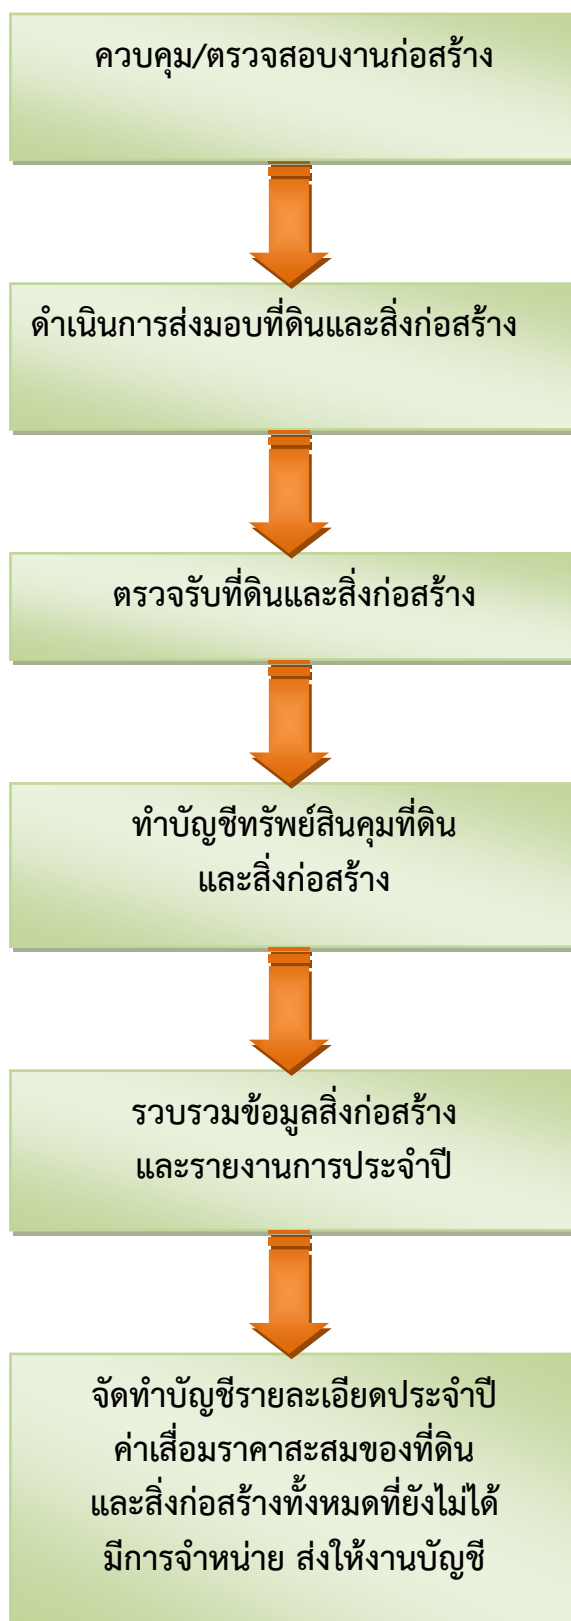 ควบคุม/ตรวจสอบงานก่อสร้าง
ดำเนินการส่งมอบที่ดินและสิ่งก่อสร้าง
ตรวจรับที่ดินและสิ่งก่อสร้าง
ทำบัญชีทรัพย์สินคุมที่ดิน
และสิ่งก่อสร้าง
รวบรวมข้อมูลสิ่งก่อสร้าง
และรายงานการประจำปี
จัดทำบัญชีรายละเอียดประจำปี
ค่าเสื่อมราคาสะสมของที่ดิน
และสิ่งก่อสร้างทั้งหมดที่ยังไม่ได้
มีการจำหน่าย ส่งให้งานบัญชี